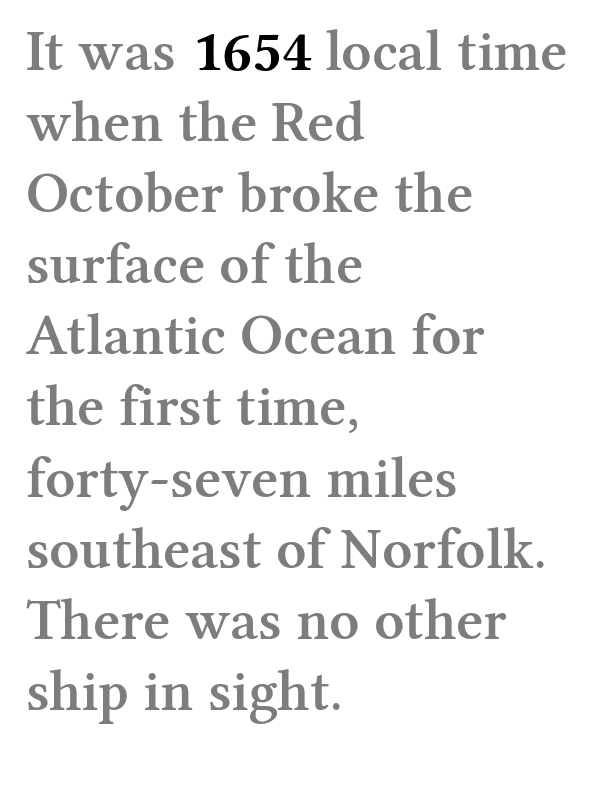 It was 1654 local time
when the Red
October broke the
surface of the
Atlantic Ocean for
the first time,
forty-seven miles
southeast of Norfolk.
There was no other
ship in sight.